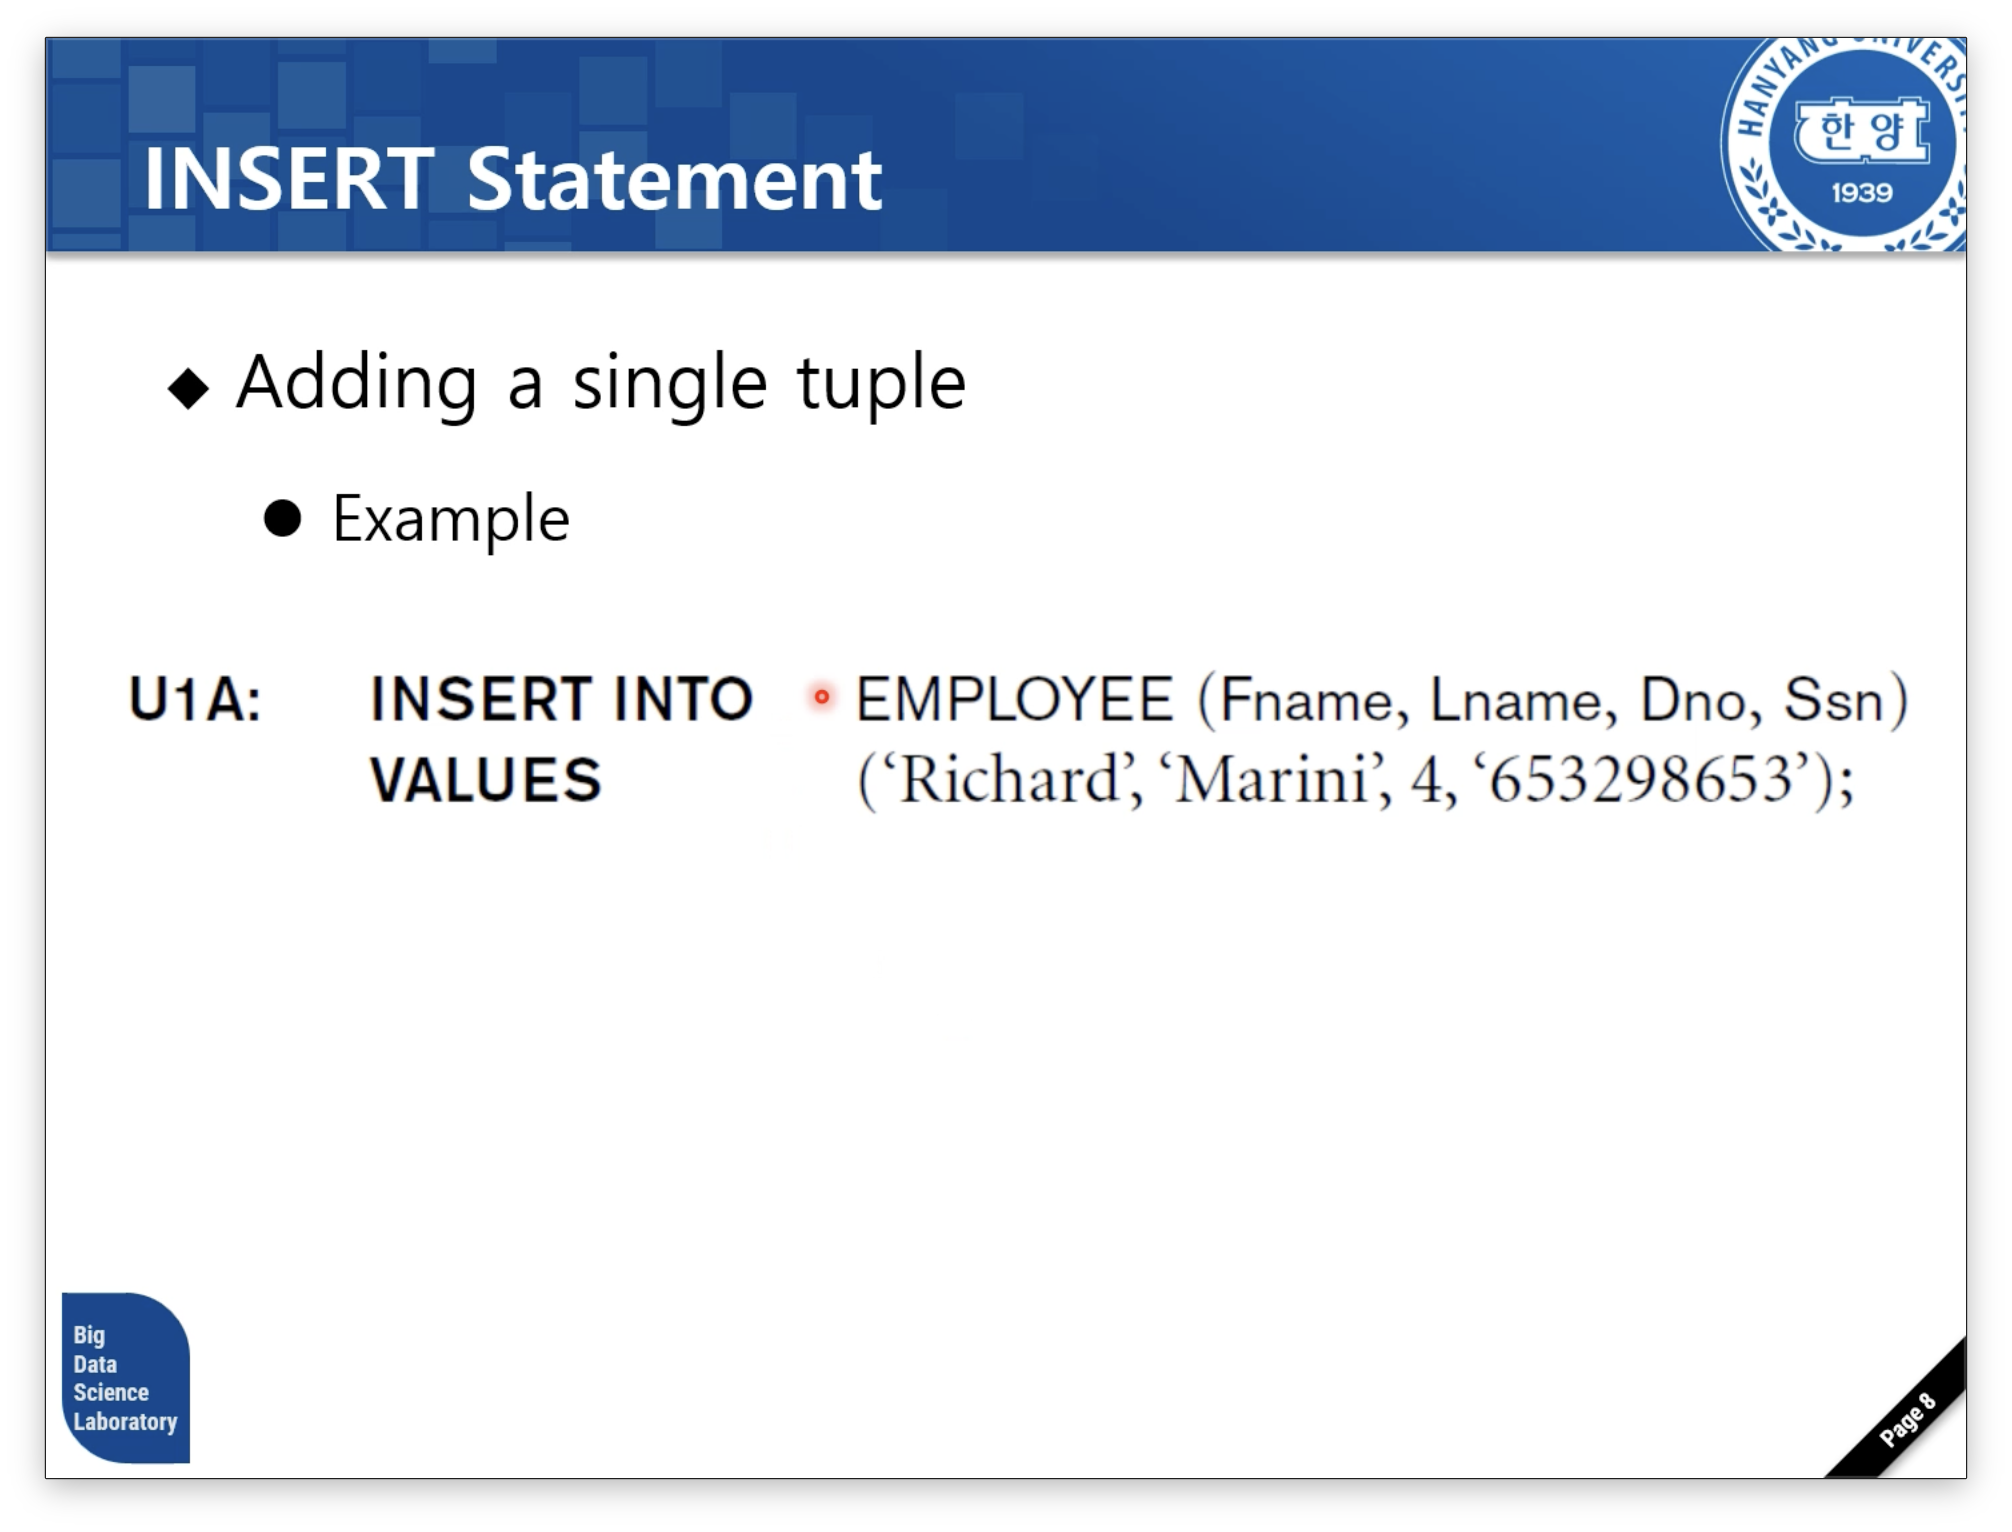 INSERT Statement
HANYANG UNIVERSIT
한양
1939
◆ Adding a single tuple
● Example
U1A: INSERT INTO EMPLOYEE (Fname, Lname, Dno, Ssn)
VALUES (‘Richard’, ‘Marini’, 4, ‘653298653’);
Big
Data
Science
Laboratory
Page 8